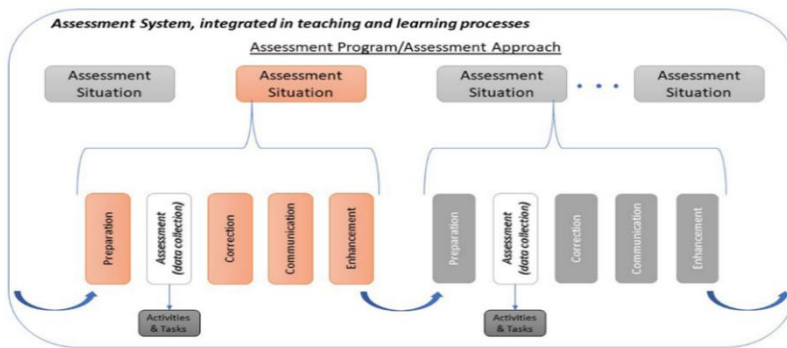 Assessment System, integrated in teaching and learning processes
Assessment Program/Assessment Approach
Assessment
Situation
Assessment
Situation
Assessment
Situation
Assessment
Situation
Preparation
Assessment
(data collection)
Correction
Communication
Enhancement
Preparation
Assessment
(data collection)
Correction
Communication
Enhancement
Activities
& Tasks
Activities
& Tasks